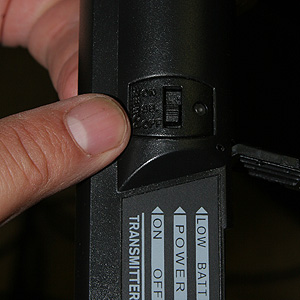 LOW BATT
POWER
ON OFF
TRANSMITTER